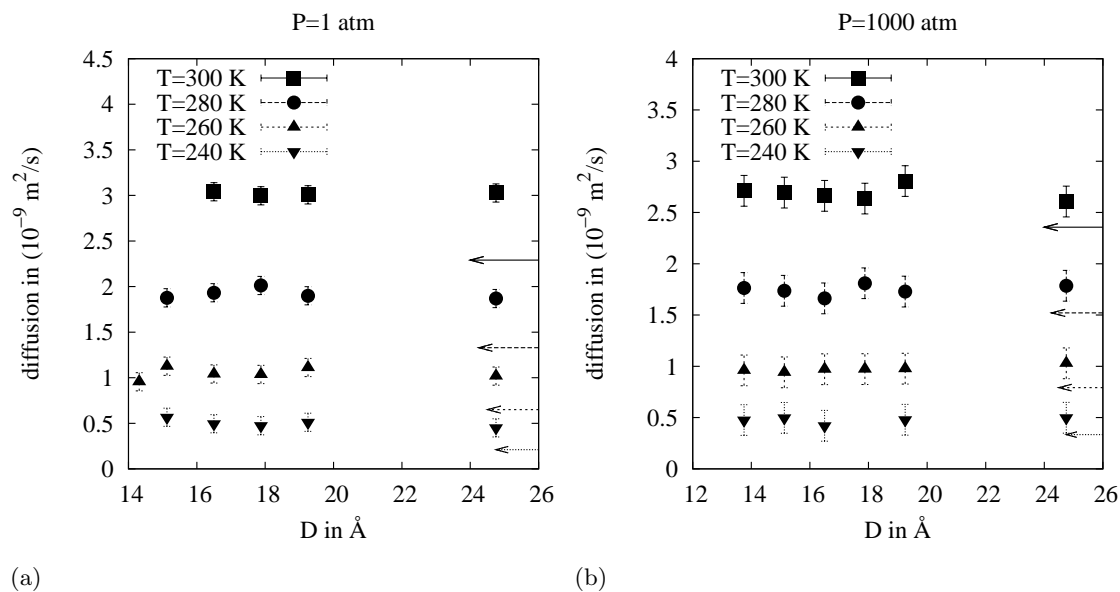 P=1 atm
diffusion in (10⁻⁹ m²/s)
4.5
4
3.5
3
2.5
2
1.5
1
0.5
0
T=300 K
T=280 K
T=260 K
T=240 K
14 16 18 20 22 24 26
D in Å
(a)
P=1000 atm
diffusion in (10⁻⁹ m²/s)
4
3.5
3
2.5
2
1.5
1
0.5
0
T=300 K
T=280 K
T=260 K
T=240 K
12 14 16 18 20 22 24 26
D in Å
(b)